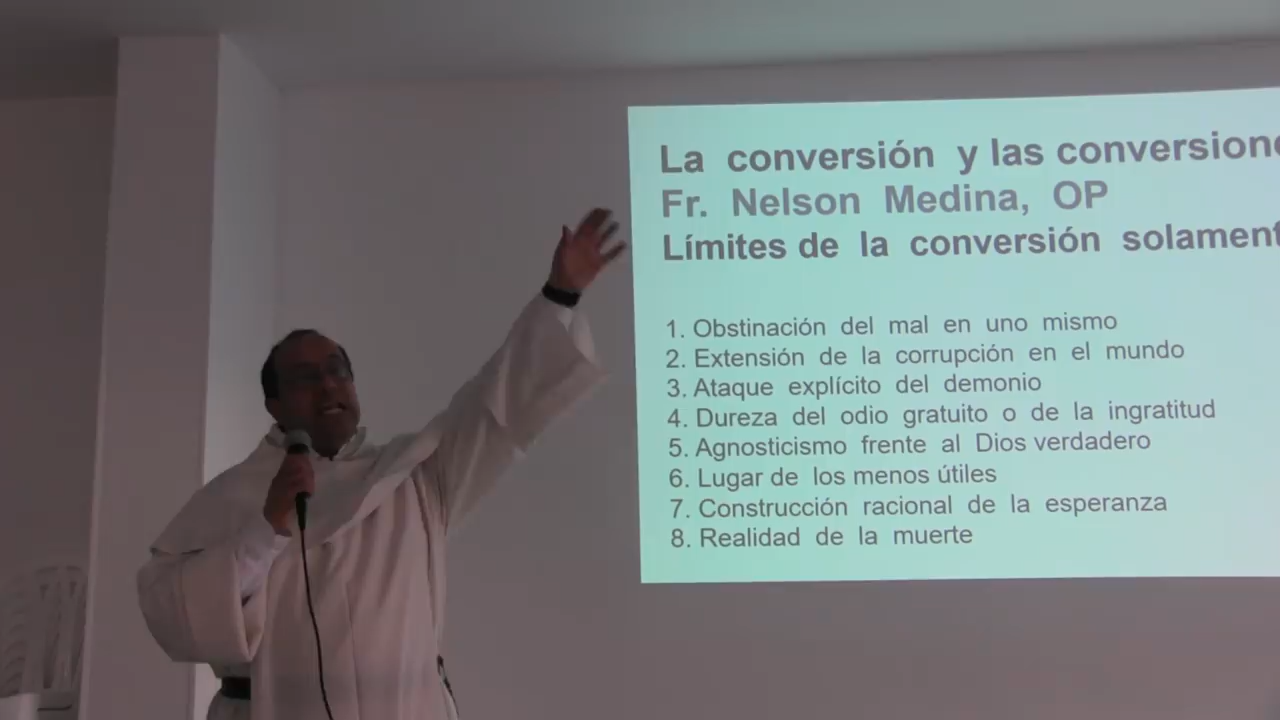 La conversión y las conversione
Fr. Nelson Medina, OP
Límites de la conversión solament
1. Obstinación del mal en uno mismo
2. Extensión de la corrupción en el mundo
3. Ataque explícito del demonio
4. Dureza del odio gratuito o de la ingratitud
5. Agnosticismo frente al Dios verdadero
6. Lugar de los menos útiles
7. Construcción racional de la esperanza
8. Realidad de la muerte